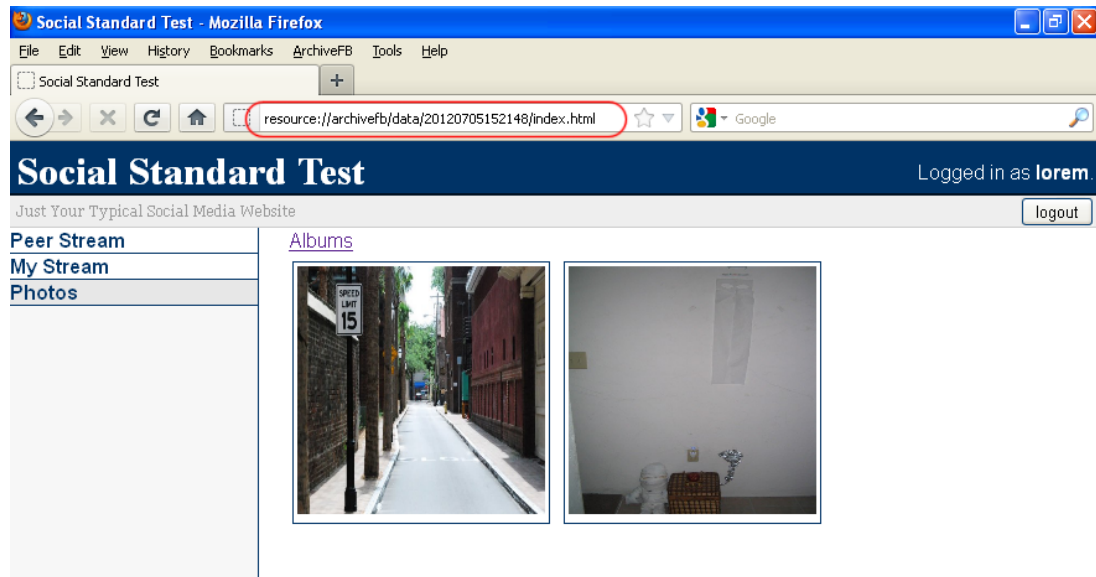 Social Standard Test - Mozilla Firefox
File Edit View History Bookmarks ArchiveFB Tools Help
Social Standard Test
resource://archivefb/data/20120705152148/index.html
Google
Social Standard Test
Logged in as lorem.
Just Your Typical Social Media Website
logout
Peer Stream
My Stream
Photos
Albums
SPEED
LIMIT
15